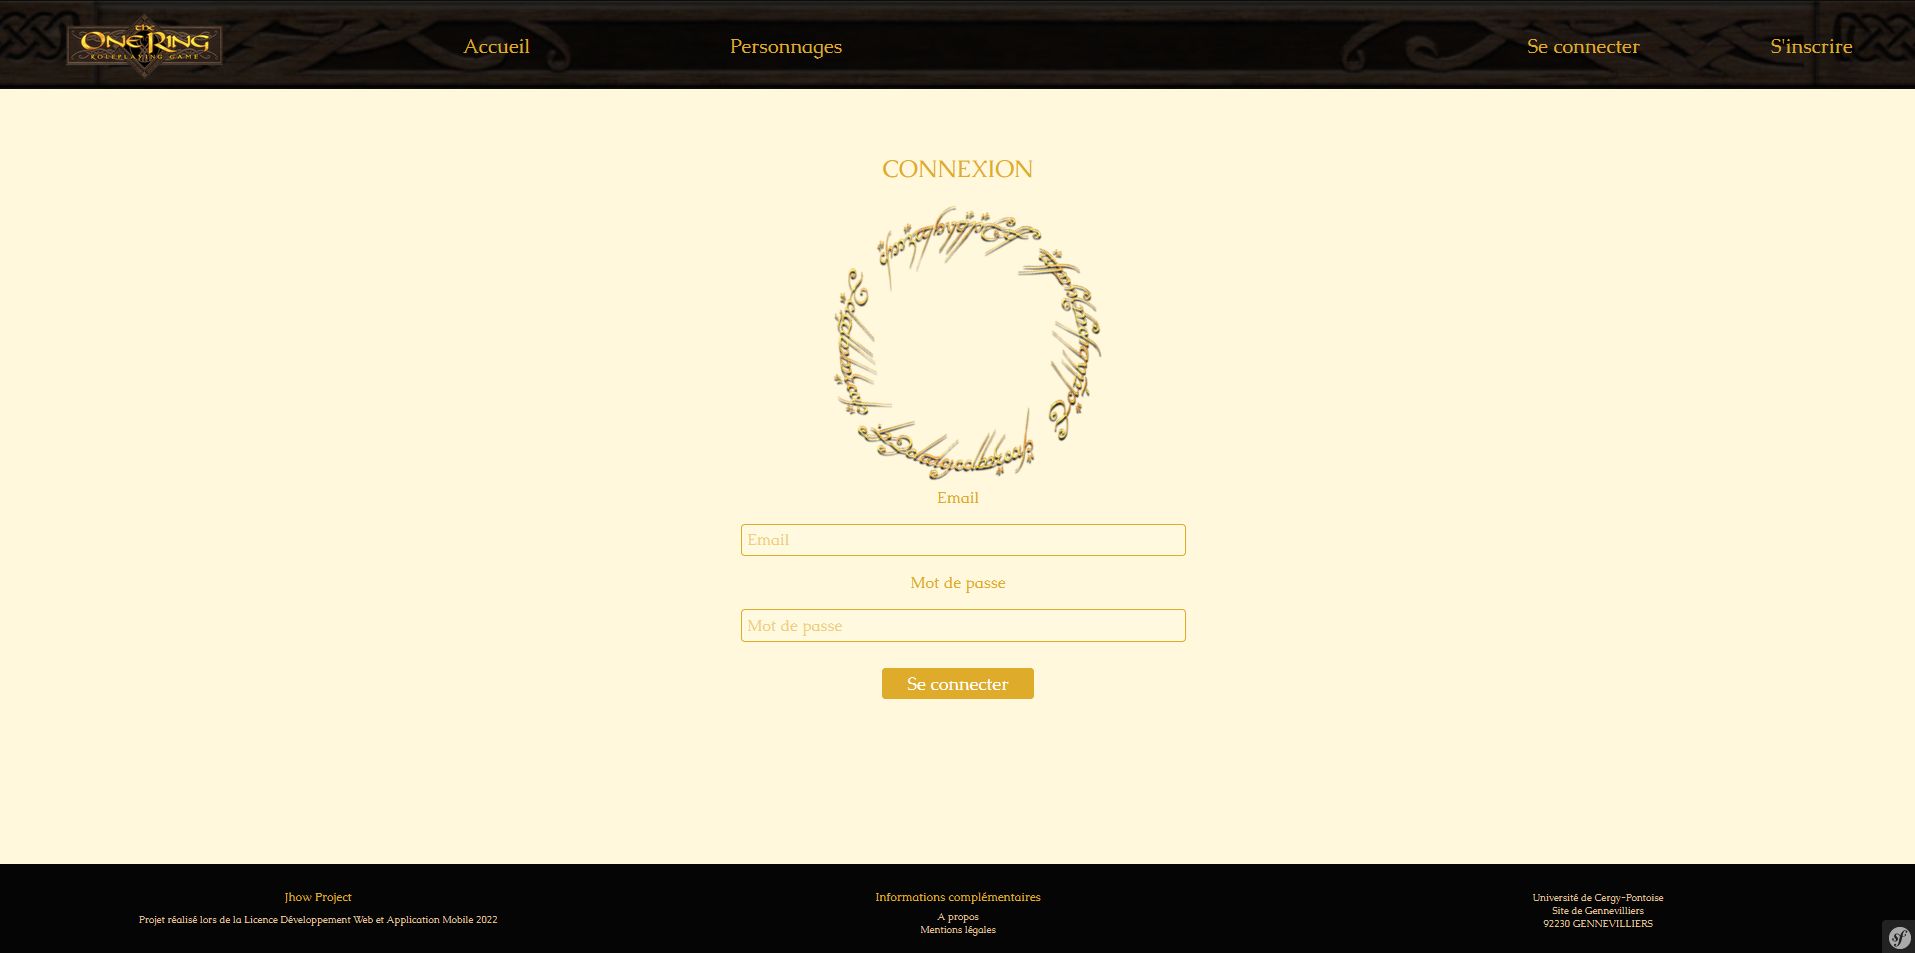 the
ONE RING
ROLEPLAYING GAME
Accueil
Personnages
Se connecter
S'inscrire
CONNEXION
Email
Email
Mot de passe
Mot de passe
Se connecter
Jhow Project
Projet réalisé lors de la Licence Développement Web et Application Mobile 2022
Informations complémentaires
A propos
Mentions légales
Université de Cergy-Pontoise
Site de Gennevilliers
92230 GENNEVILLIERS
sf